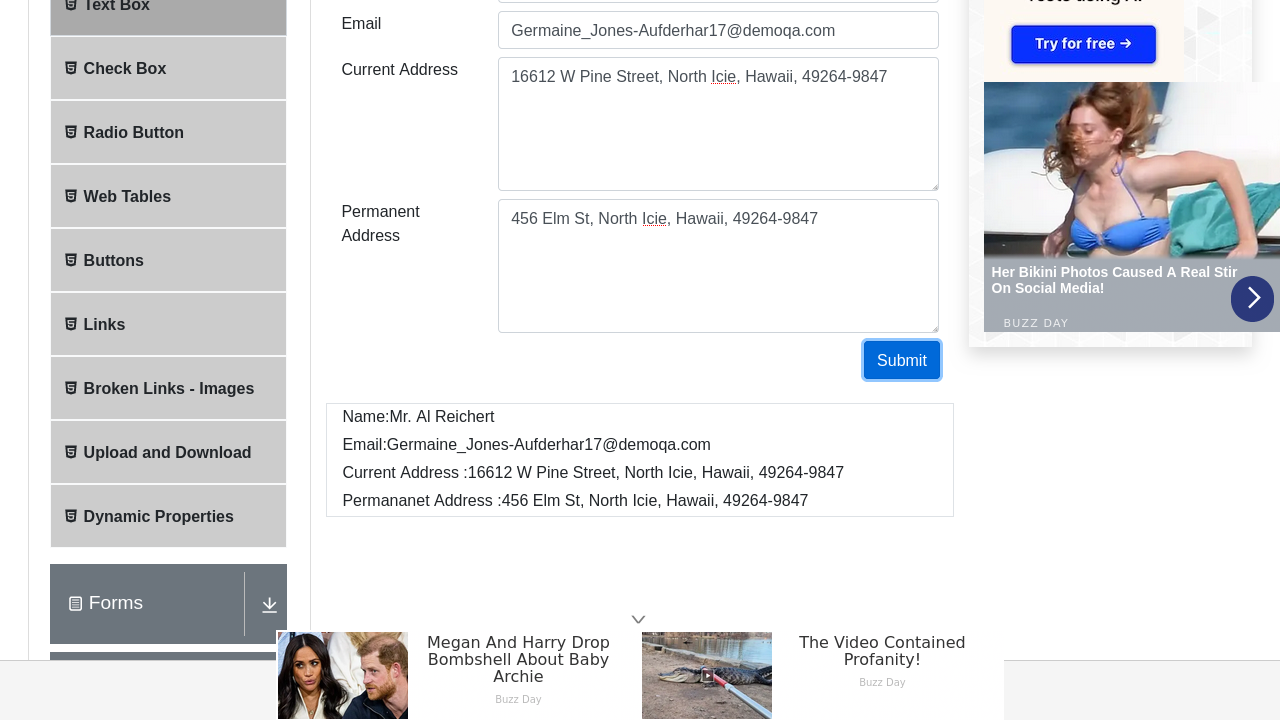 Text Box
Email
Germaine_Jones-Aufderhar17@demoqa.com
Try for free →
Check Box
Current Address
16612 W Pine Street, North Icie, Hawaii, 49264-9847
Radio Button
Web Tables
Permanent
Address
456 Elm St, North Icie, Hawaii, 49264-9847
Buttons
Her Bikini Photos Caused A Real Stir
On Social Media!
BUZZ DAY
Links
Submit
Broken Links - Images
Name:Mr. Al Reichert
Email:Germaine_Jones-Aufderhar17@demoqa.com
Upload and Download
Current Address :16612 W Pine Street, North Icie, Hawaii, 49264-9847
Permananet Address :456 Elm St, North Icie, Hawaii, 49264-9847
Dynamic Properties
Forms
Megan And Harry Drop
Bombshell About Baby
Archie
Buzz Day
The Video Contained
Profanity!
Buzz Day